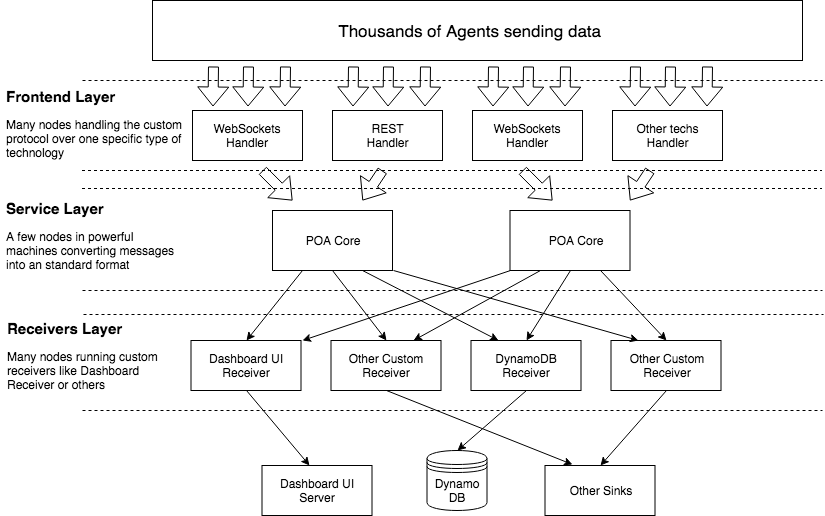 Thousands of Agents sending data
Frontend Layer
Many nodes handling the custom
protocol over one specific type of
technology
WebSockets
Handler
REST
Handler
WebSockets
Handler
Other techs
Handler
Service Layer
A few nodes in powerful
machines converting messages
into an standard format
POA Core
POA Core
Receivers Layer
Many nodes running custom
receivers like Dashboard
Receiver or others
Dashboard UI
Receiver
Other Custom
Receiver
DynamoDB
Receiver
Other Custom
Receiver
Dashboard UI
Server
Dynamo
DB
Other Sinks